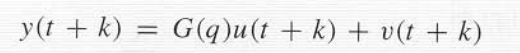 y(t + k) = G(q)u(t + k) + v(t + k)